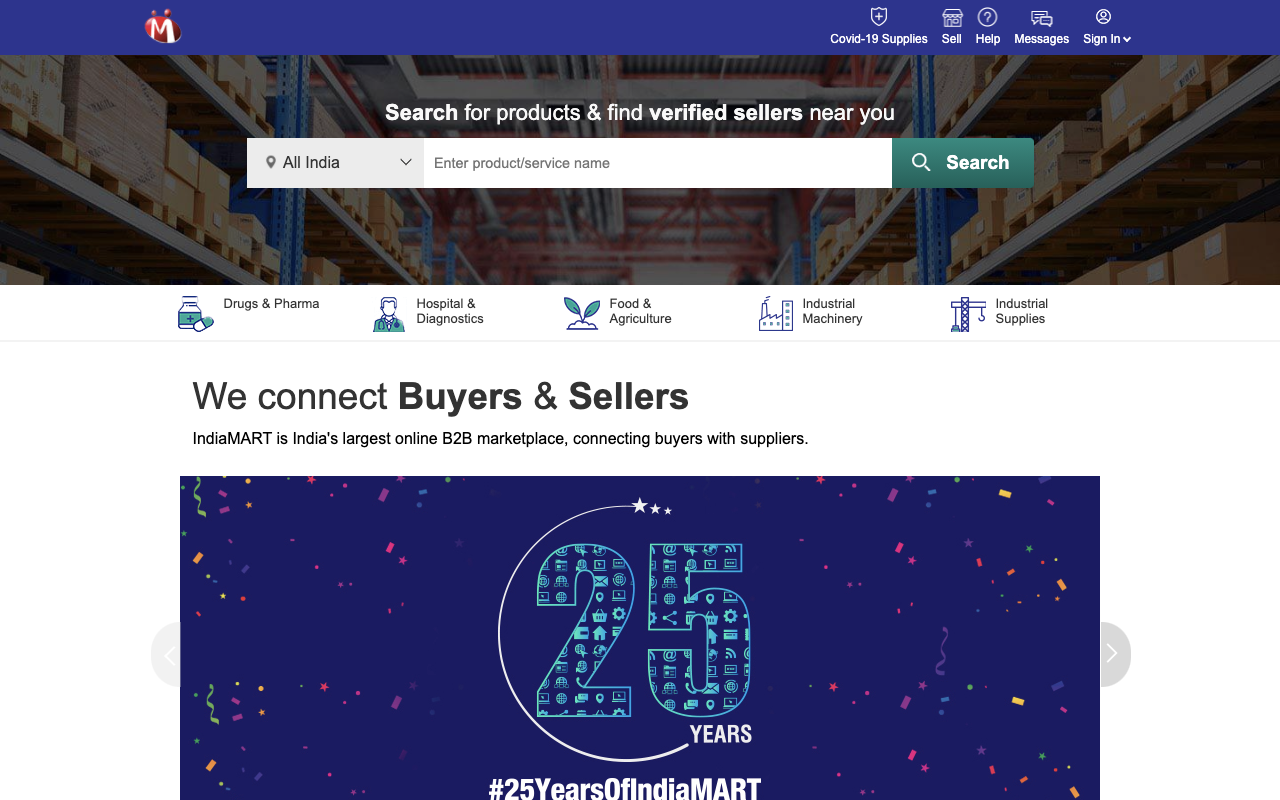 M
Covid-19 Supplies
Sell
Help
Messages
Sign In
Search for products & find verified sellers near you
All India
Enter product/service name
Search
Drugs & Pharma
Hospital &
Diagnostics
Food &
Agriculture
Industrial
Machinery
Industrial
Supplies
We connect Buyers & Sellers
IndiaMART is India's largest online B2B marketplace, connecting buyers with suppliers.
25
YEARS
#25YearsOfIndiaMART